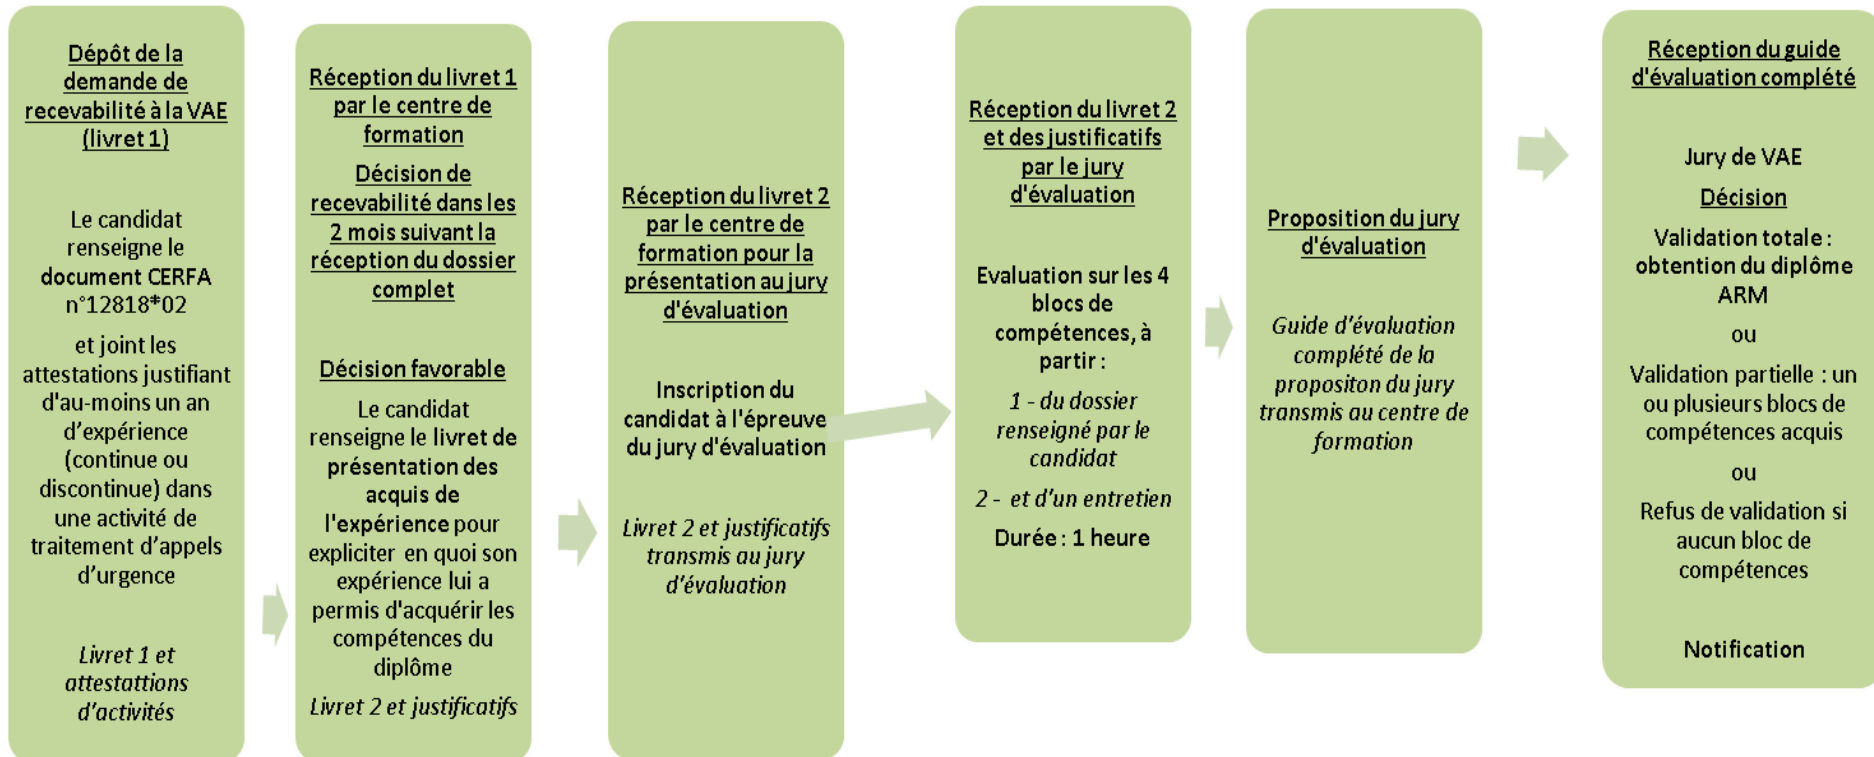 Dépôt de la
demande de
recevabilité à la VAE
(livret 1)
Le candidat
renseigne le
document CERFA
n°12818*02
et joint les
attestations justifiant
d'au-moins un an
d'expérience
(continue ou
discontinue) dans
une activité de
traitement d'appels
d'urgence
Livret 1 et
attestattions
d'activités
Réception du livret 1
par le centre de
formation
Décision de
recevabilité dans les
2 mois suivant la
réception du dossier
complet
Décision favorable
Le candidat
renseigne le livret de
présentation des
acquis de
l'expérience pour
expliciter en quoi son
expérience lui a
permis d'acquérir les
compétences du
diplôme
Livret 2 et justificatifs
Réception du livret 2
par le centre de
formation pour la
présentation au jury
d'évaluation
Inscription du
candidat à l'épreuve
du jury d'évaluation
Livret 2 et justificatifs
transmis au jury
d'évaluation
Réception du livret 2
et des justificatifs
par le jury
d'évaluation
Evaluation sur les 4
blocs de
compétences, à
partir :
1 - du dossier
renseigné par le
candidat
2 - et d'un entretien
Durée : 1 heure
Proposition du jury
d'évaluation
Guide d'évaluation
complété de la
propositon du jury
transmis au centre de
formation
Réception du guide
d'évaluation complété
Jury de VAE
Décision
Validation totale :
obtention du diplôme
ARM
ou
Validation partielle : un
ou plusieurs blocs de
compétences acquis
ou
Refus de validation si
aucun bloc de
compétences
Notification